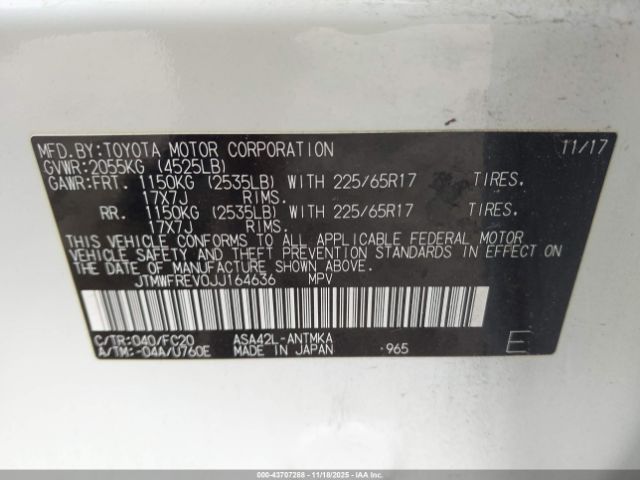 MFD.BY:TOYOTA MOTOR CORPORATION 11/17
GVWR:2055KG (4525LB)
GAWR:FRT. 1150KG (2535LB) WITH 225/65R17 TIRES.
17X7J RIMS.
RR. 1150KG (2535LB) WITH 225/65R17 TIRES.
17X7J RIMS.
THIS VEHICLE CONFORMS TO ALL APPLICABLE FEDERAL MOTOR
VEHICLE SAFETY AND THEFT PREVENTION STANDARDS IN EFFECT ON
THE DATE OF MANUFACTURE SHOWN ABOVE.
JTMWFREV0JJ164636 MPV
C/TR:040/FC20 ASA42L-ANTMKA
A/TM:-04A/U760E MADE IN JAPAN ·965 E
000-43707268 - 11/18/2025 - IAAI.COM